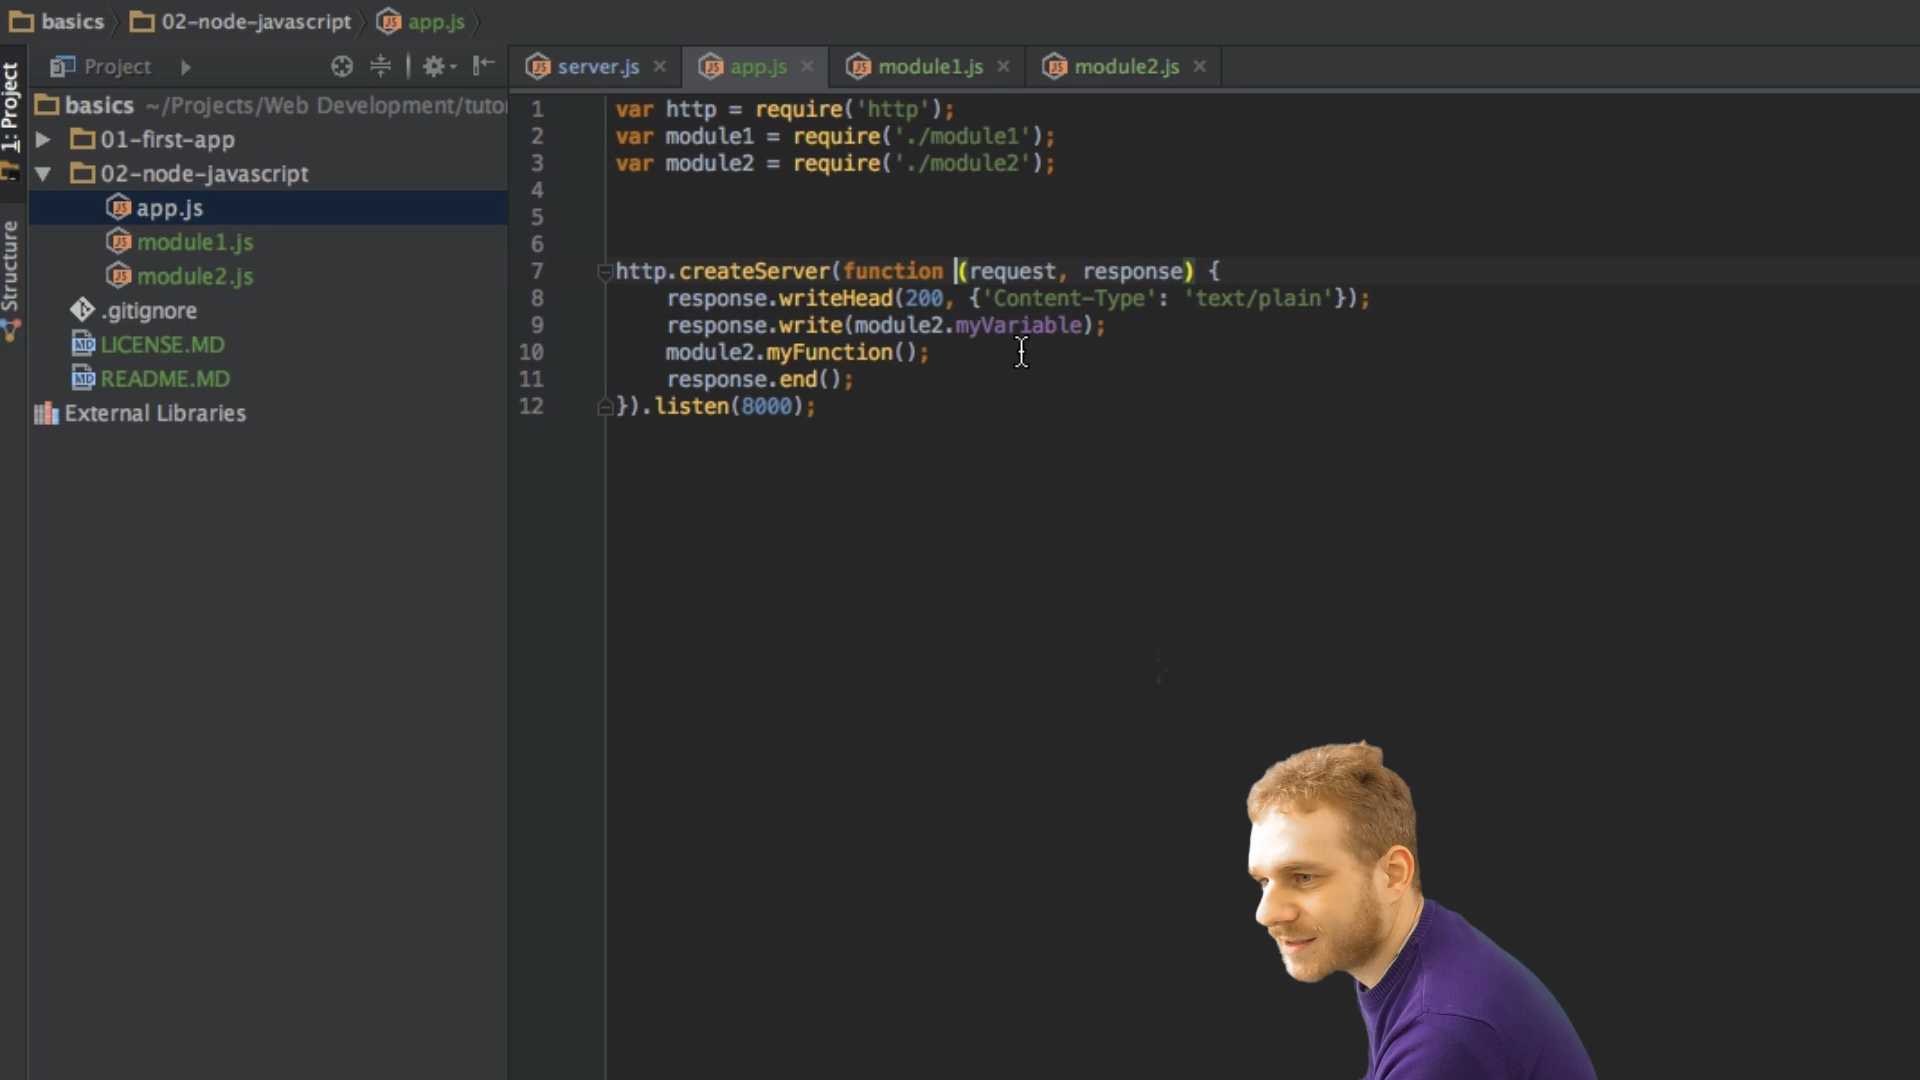 basics 02-node-javascript app.js
1: Project
Structure
Project
basics ~/Projects/Web Development/tutor
01-first-app
02-node-javascript
app.js
module1.js
module2.js
.gitignore
LICENSE.MD
README.MD
External Libraries
server.js app.js module1.js module2.js
1 var http = require('http');
2 var module1 = require('./module1');
3 var module2 = require('./module2');
4
5
6
7 http.createServer(function (request, response) {
8 response.writeHead(200, {'Content-Type': 'text/plain'});
9 response.write(module2.myVariable);
10 module2.myFunction();
11 response.end();
12 }).listen(8000);